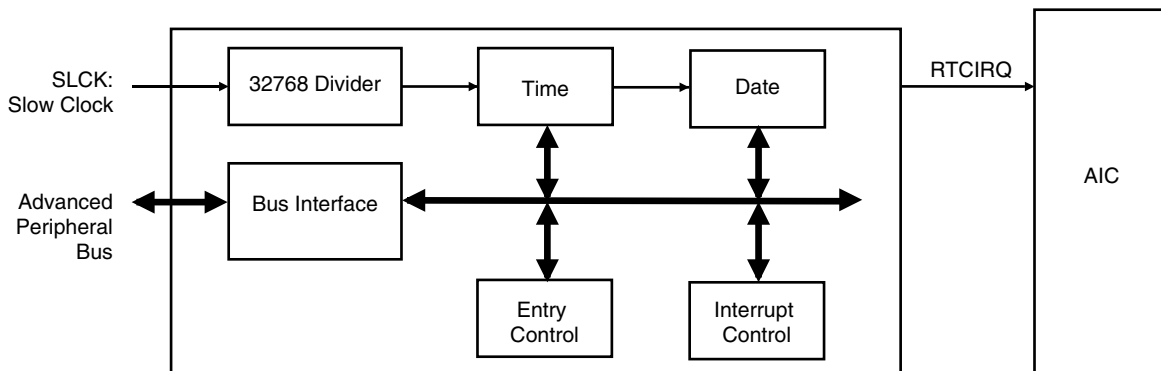 SLCK:
Slow Clock
32768 Divider
Time
Date
RTCIRQ
AIC
Advanced
Peripheral
Bus
Bus Interface
Entry
Control
Interrupt
Control